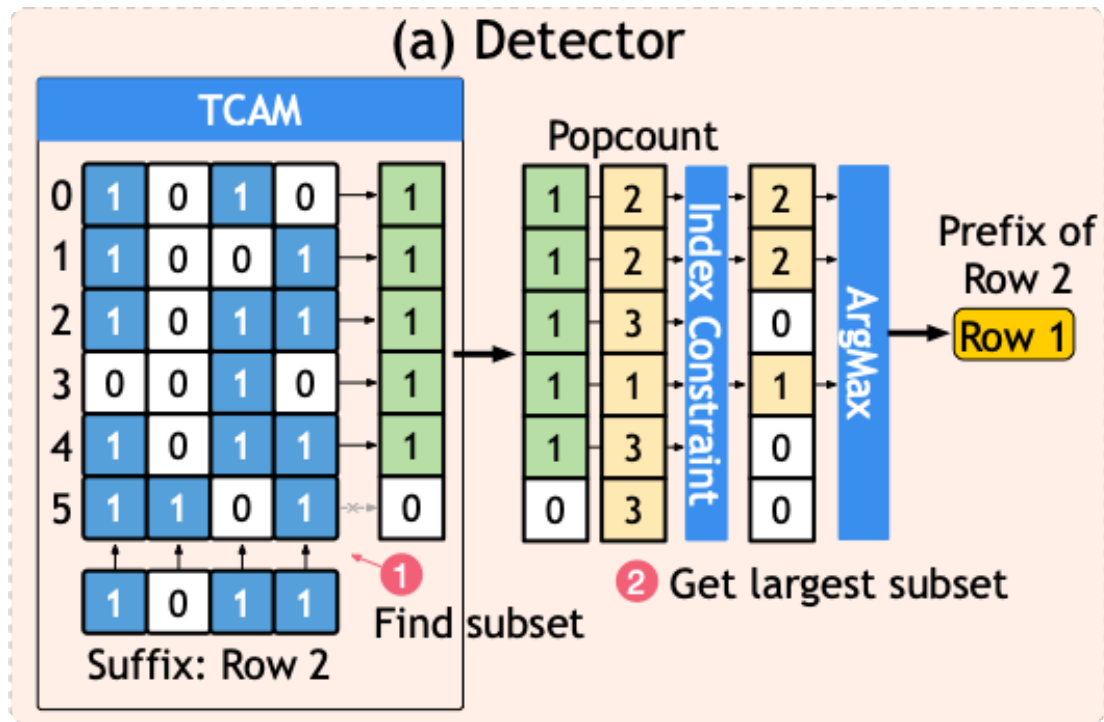 (a) Detector
TCAM
Popcount
0 1 0 1 0 1 1 2 2
1 1 0 0 1 1 1 2 2
2 1 0 1 1 1 1 3 0
3 0 0 1 0 1 1 1 1
4 1 0 1 1 1 1 3 0
5 1 1 0 1 0 0 3 0
Index Constraint
ArgMax
Prefix of
Row 2
Row 1
1 0 1 1
Suffix: Row 2
1
Find subset
2 Get largest subset